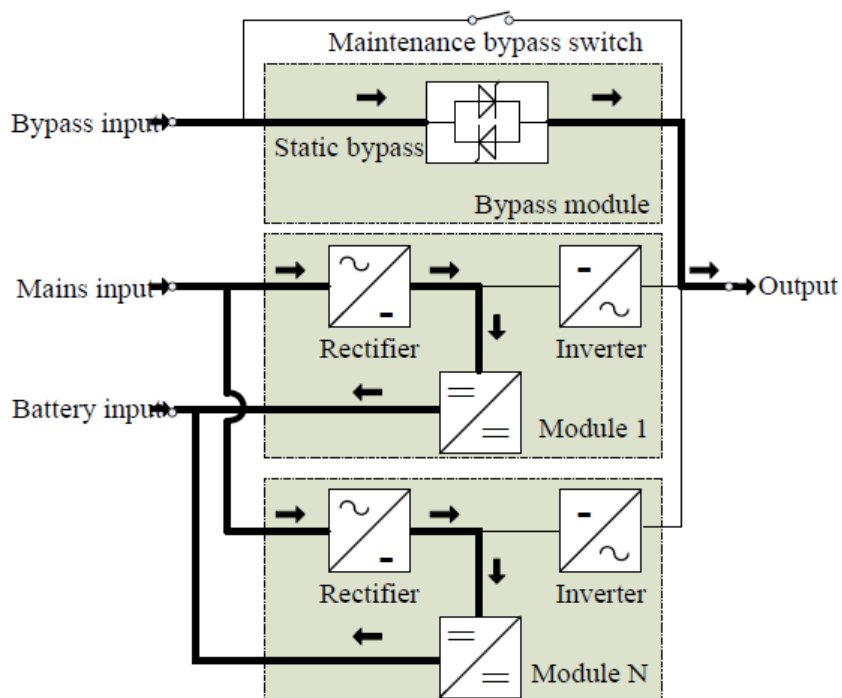 Maintenance bypass switch
Bypass input
Static bypass
Bypass module
Mains input
Output
Rectifier
Inverter
Battery input
Module 1
Rectifier
Inverter
Module N